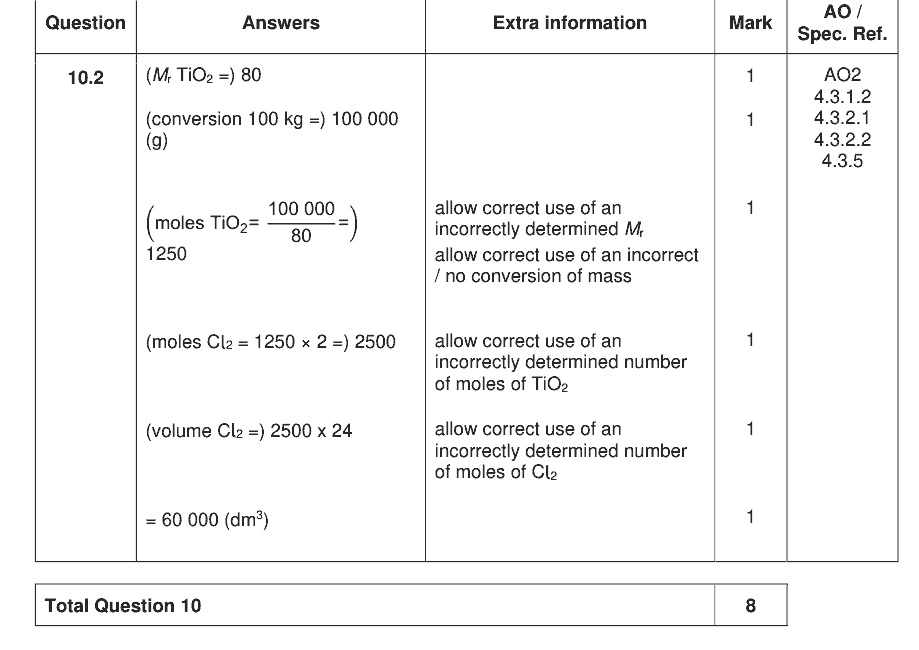 Question Answers Extra information Mark AO /
Spec. Ref.
10.2 (Mr TiO2 =) 80 1 AO2
4.3.1.2
(conversion 100 kg =) 100 000 1 4.3.2.1
(g) 4.3.2.2
4.3.5
(moles TiO2= 100 000 / 80 =) allow correct use of an 1
incorrectly determined Mr
1250 allow correct use of an incorrect
/ no conversion of mass
(moles Cl2 = 1250 × 2 =) 2500 allow correct use of an 1
incorrectly determined number
of moles of TiO2
(volume Cl2 =) 2500 x 24 allow correct use of an 1
incorrectly determined number
of moles of Cl2
= 60 000 (dm³) 1
Total Question 10 8